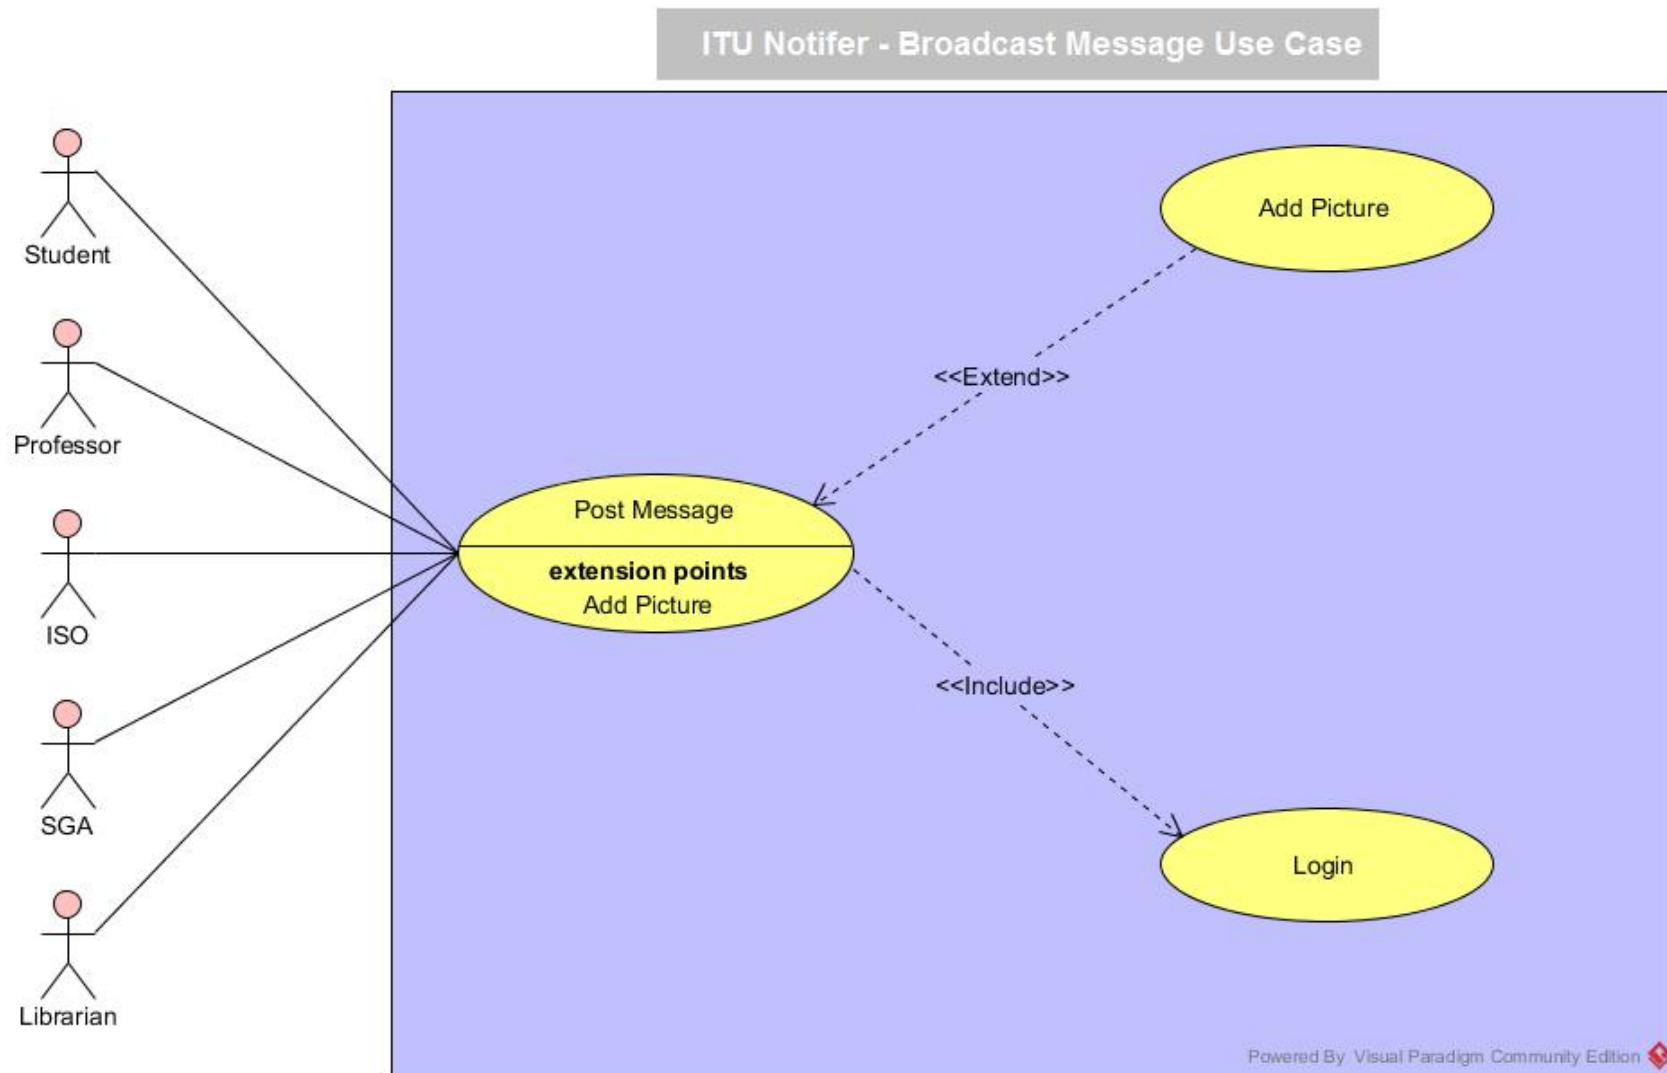 ITU Notifer - Broadcast Message Use Case
Student
Professor
ISO
SGA
Librarian
Post Message
extension points
Add Picture
Add Picture
<<Extend>>
<<Include>>
Login
Powered By Visual Paradigm Community Edition